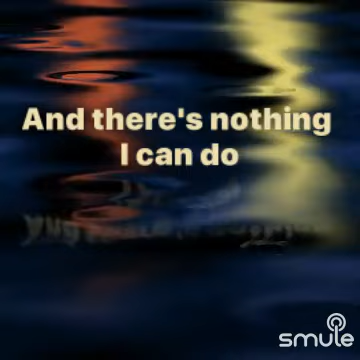 And there's nothing
I can do
smule